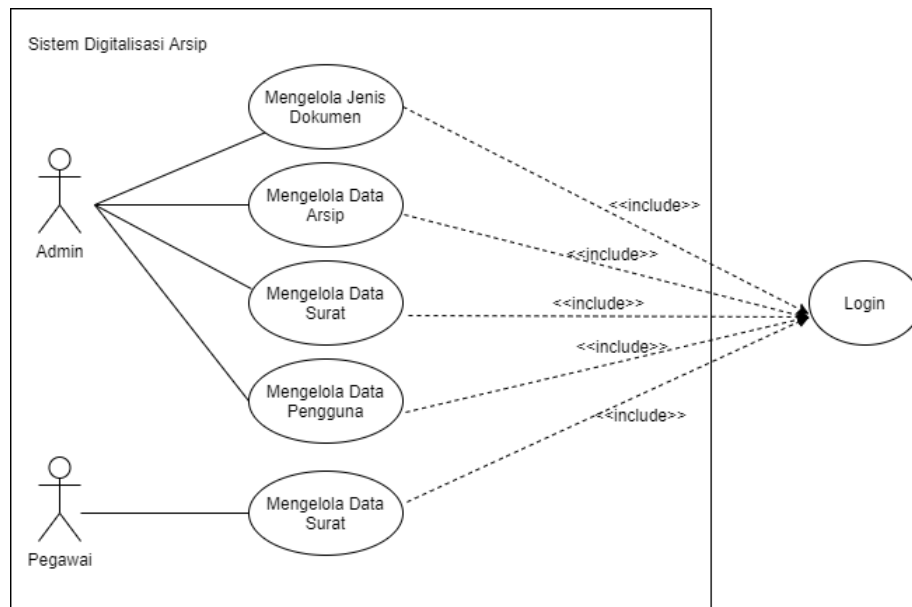 Sistem Digitalisasi Arsip
Mengelola Jenis
Dokumen
<<include>>
Mengelola Data
Arsip
Admin
<<include>>
Mengelola Data
Surat
<<include>>
Login
<<include>>
Mengelola Data
Pengguna
<<include>>
Mengelola Data
Surat
Pegawai